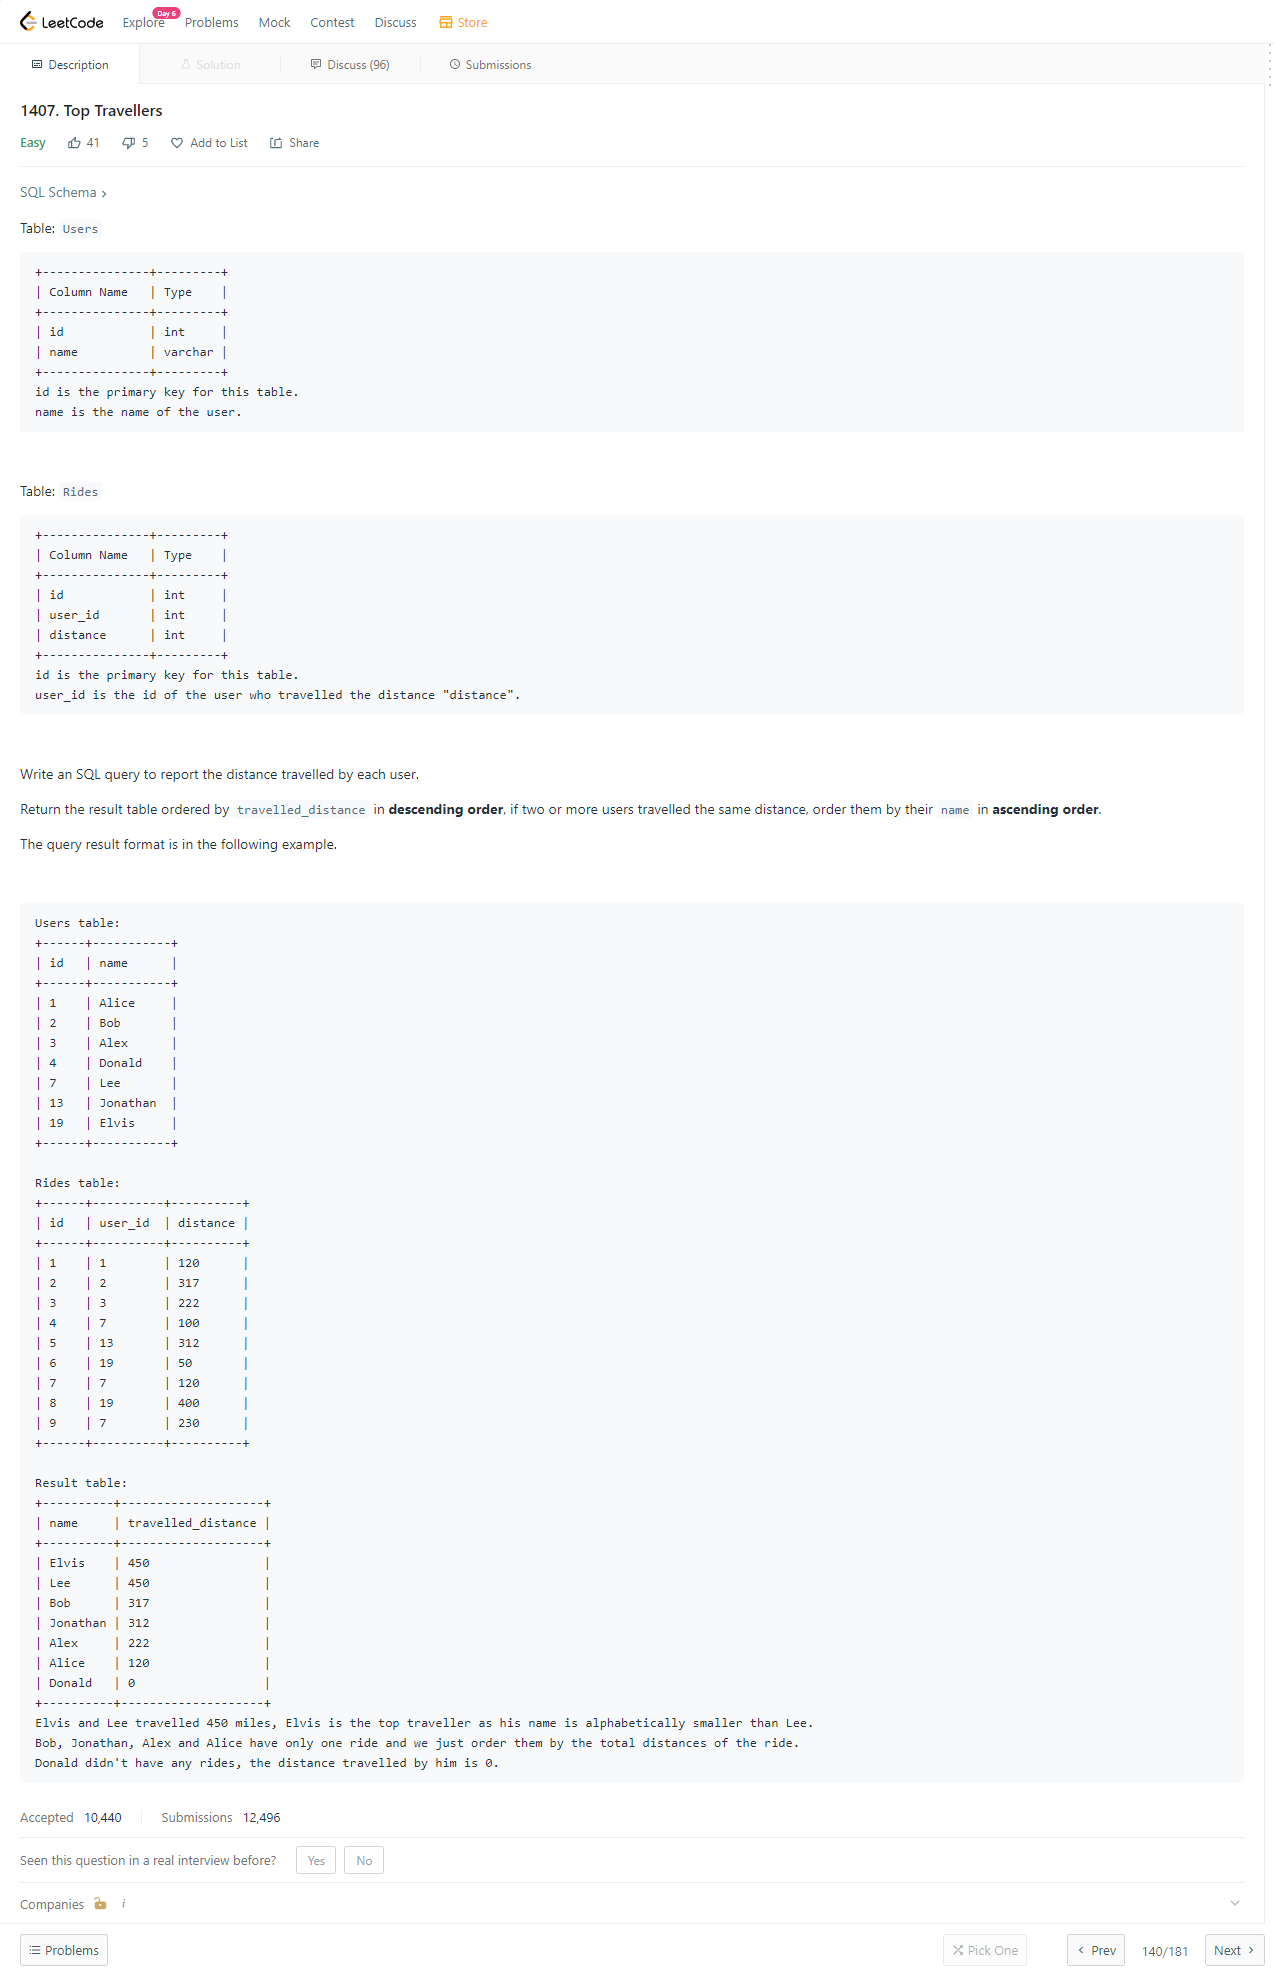 LeetCode Explore Day 6 Problems Mock Contest Discuss Store
Description Solution Discuss (96) Submissions
1407. Top Travellers
Easy 41 5 Add to List Share
SQL Schema ›
Table: Users
+---------------+---------+
| Column Name   | Type    |
+---------------+---------+
| id            | int     |
| name          | varchar |
+---------------+---------+
id is the primary key for this table.
name is the name of the user.
Table: Rides
+---------------+---------+
| Column Name   | Type    |
+---------------+---------+
| id            | int     |
| user_id       | int     |
| distance      | int     |
+---------------+---------+
id is the primary key for this table.
user_id is the id of the user who travelled the distance "distance".
Write an SQL query to report the distance travelled by each user.
Return the result table ordered by travelled_distance in descending order, if two or more users travelled the same distance, order them by their name in ascending order.
The query result format is in the following example.
Users table:
+------+-----------+
| id   | name      |
+------+-----------+
| 1    | Alice     |
| 2    | Bob       |
| 3    | Alex      |
| 4    | Donald    |
| 7    | Lee       |
| 13   | Jonathan  |
| 19   | Elvis     |
+------+-----------+
Rides table:
+------+----------+----------+
| id   | user_id  | distance |
+------+----------+----------+
| 1    | 1        | 120      |
| 2    | 2        | 317      |
| 3    | 3        | 222      |
| 4    | 7        | 100      |
| 5    | 13       | 312      |
| 6    | 19       | 50       |
| 7    | 7        | 120      |
| 8    | 19       | 400      |
| 9    | 7        | 230      |
+------+----------+----------+
Result table:
+----------+--------------------+
| name     | travelled_distance |
+----------+--------------------+
| Elvis    | 450                |
| Lee      | 450                |
| Bob      | 317                |
| Jonathan | 312                |
| Alex     | 222                |
| Alice    | 120                |
| Donald   | 0                  |
+----------+--------------------+
Elvis and Lee travelled 450 miles, Elvis is the top traveller as his name is alphabetically smaller than Lee.
Bob, Jonathan, Alex and Alice have only one ride and we just order them by the total distances of the ride.
Donald didn't have any rides, the distance travelled by him is 0.
Accepted 10,440 Submissions 12,496
Seen this question in a real interview before? Yes No
Companies i
Problems Pick One ‹ Prev 140/181 Next ›